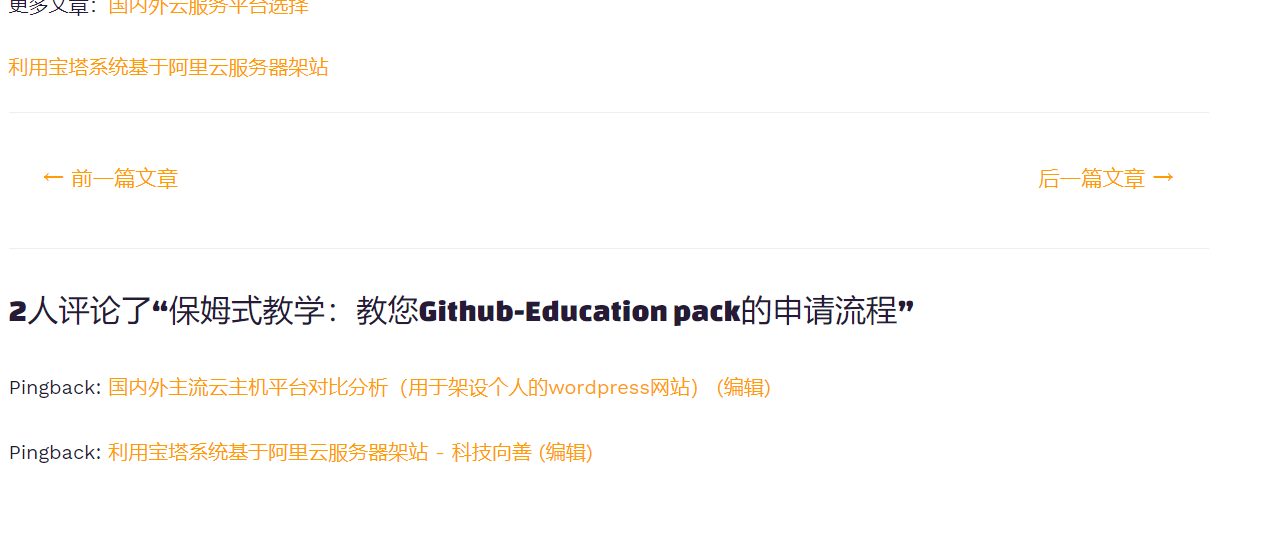 更多文章：国内外云服务平台选择
利用宝塔系统基于阿里云服务器架站
← 前一篇文章
后一篇文章 →
2人评论了“保姆式教学：教您Github-Education pack的申请流程”
Pingback: 国内外主流云主机平台对比分析（用于架设个人的wordpress网站） (编辑)
Pingback: 利用宝塔系统基于阿里云服务器架站 - 科技向善 (编辑)